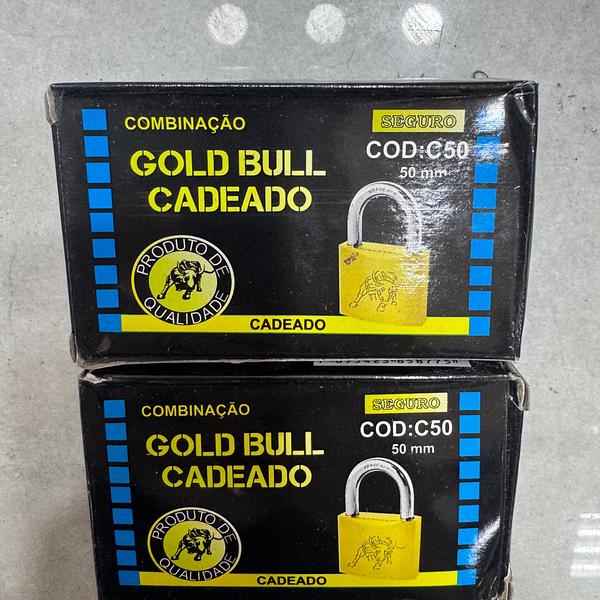 COMBINAÇÃO
SEGURO
GOLD BULL
CADEADO
COD:C50
50 mm
PRODUTO DE
QUALIDADE
CADEADO
COMBINAÇÃO
SEGURO
GOLD BULL
CADEADO
COD:C50
50 mm
PRODUTO DE
QUALIDADE
CADEADO